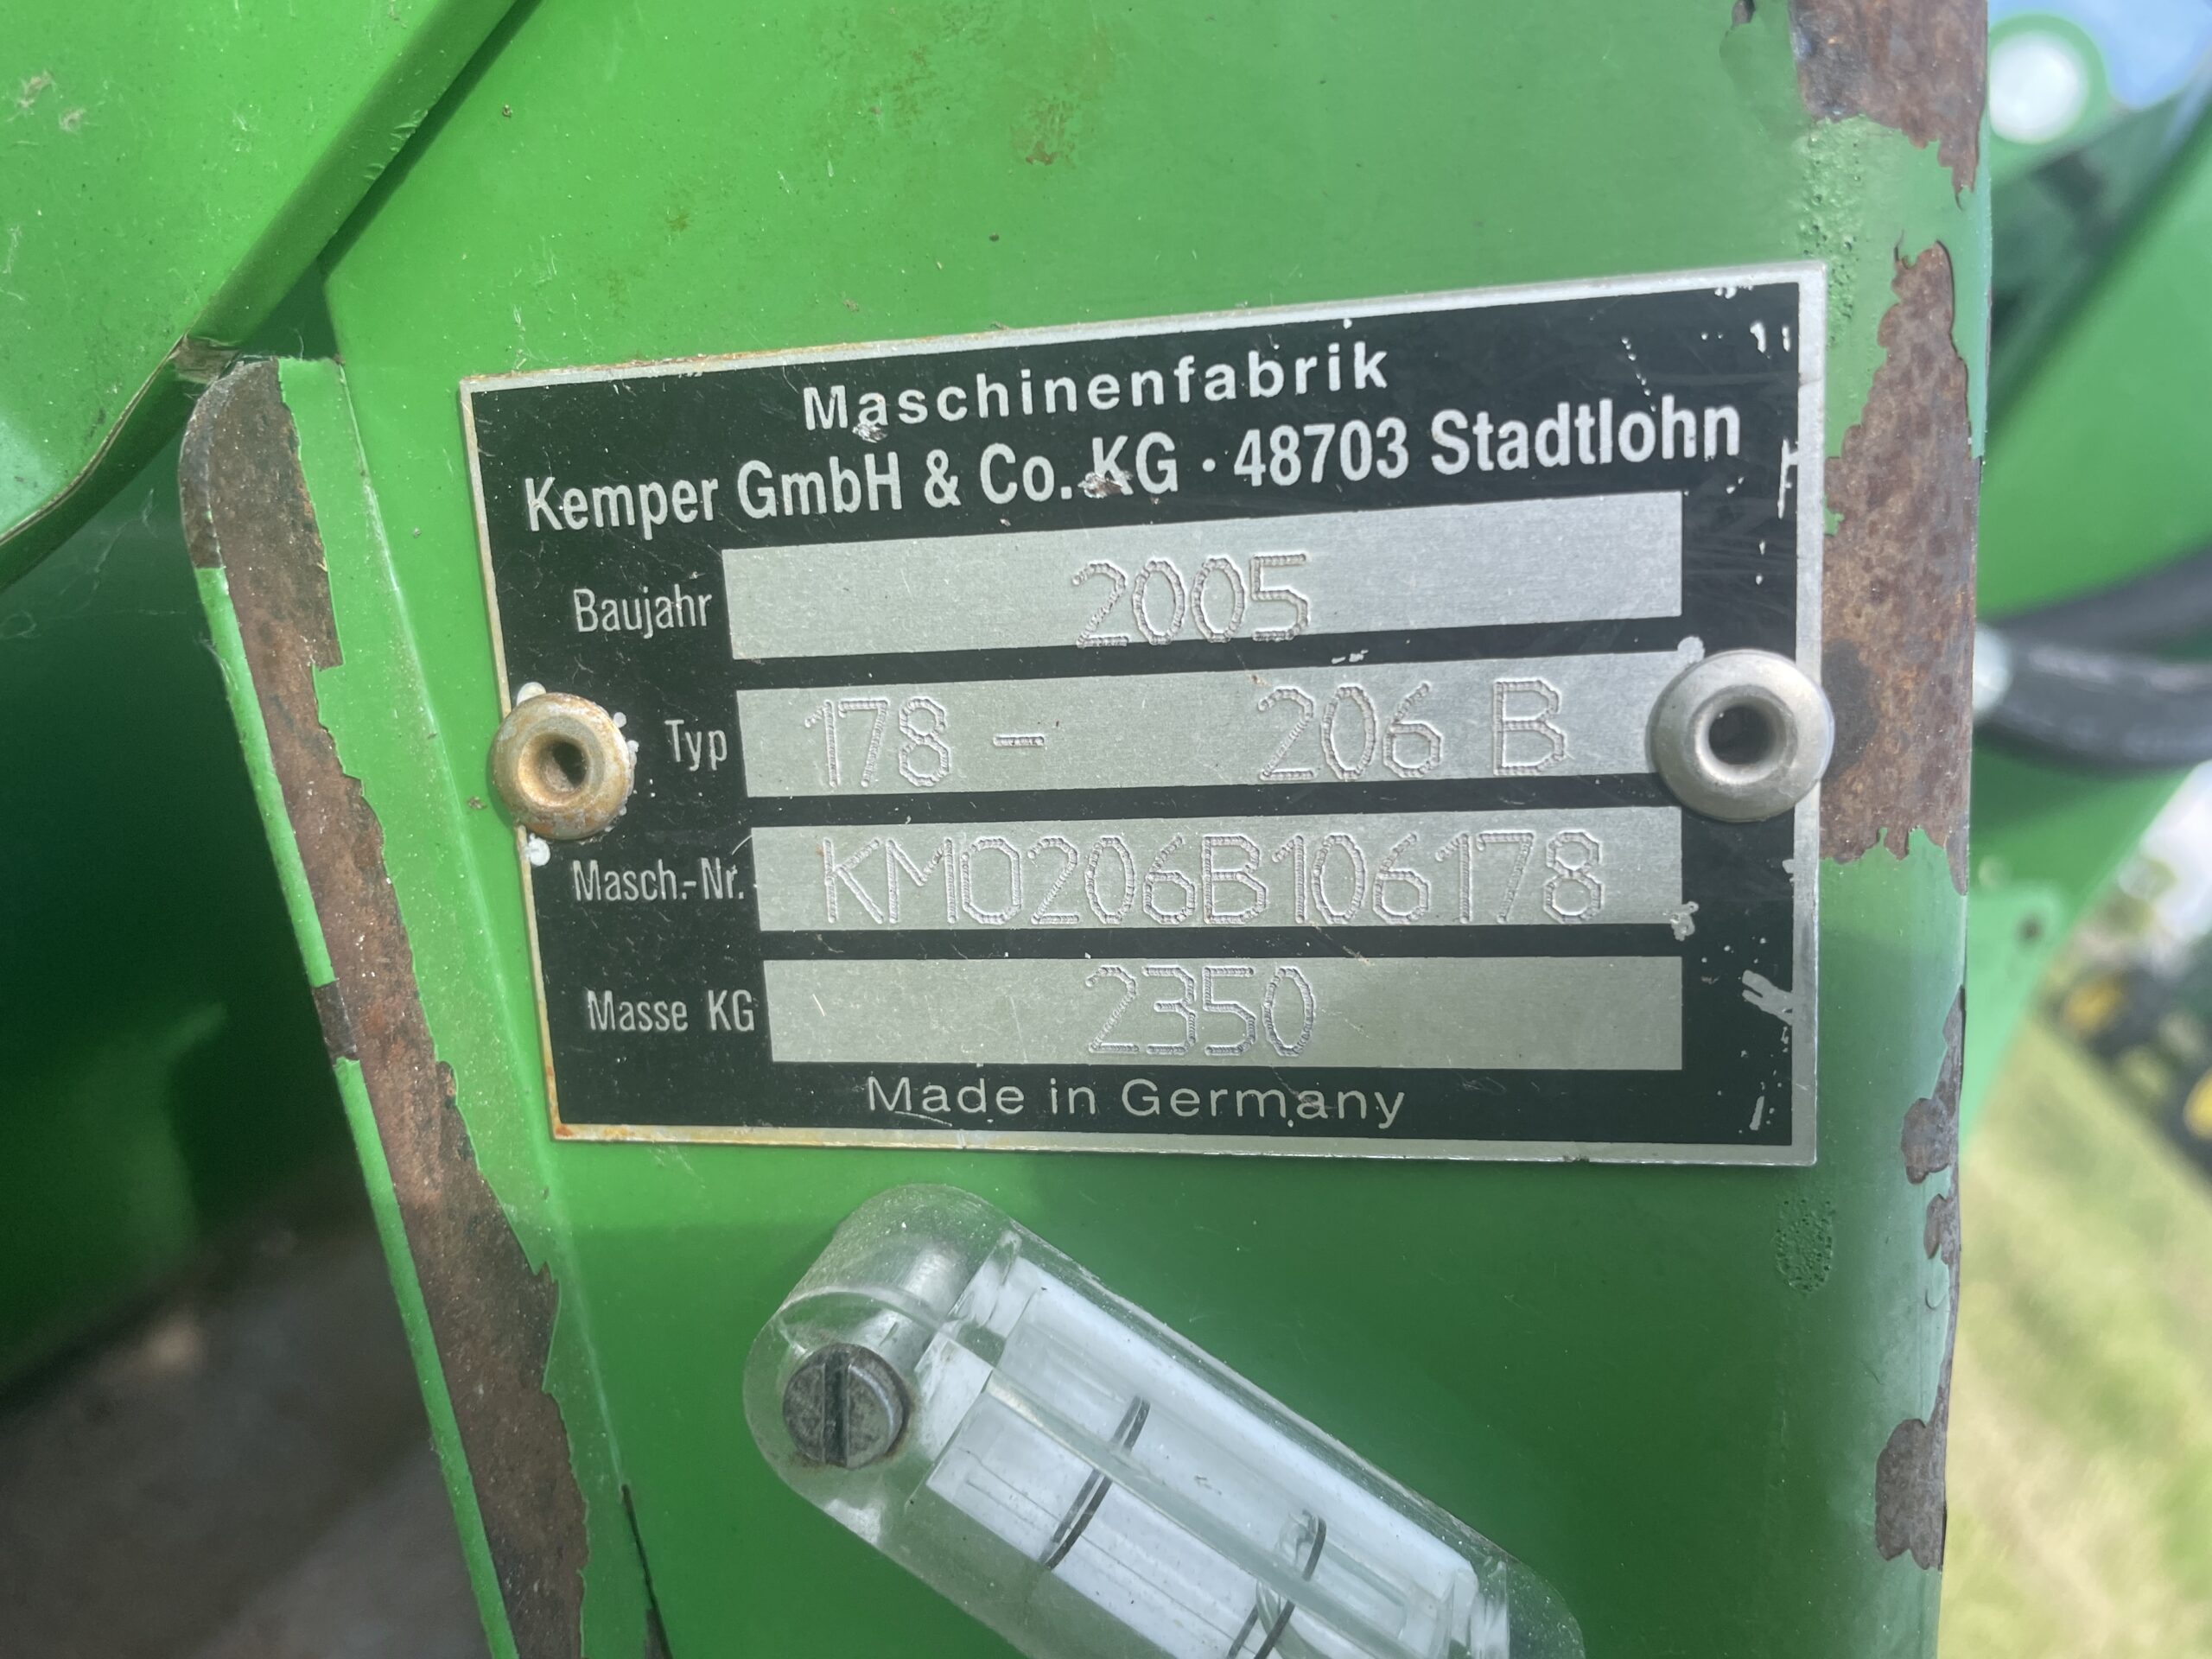 Maschinenfabrik
Kemper GmbH & Co. KG · 48703 Stadtlohn
Baujahr 2005
Typ 178 - 206 B
Masch.-Nr. KMO206B106178
Masse KG 2350
Made in Germany